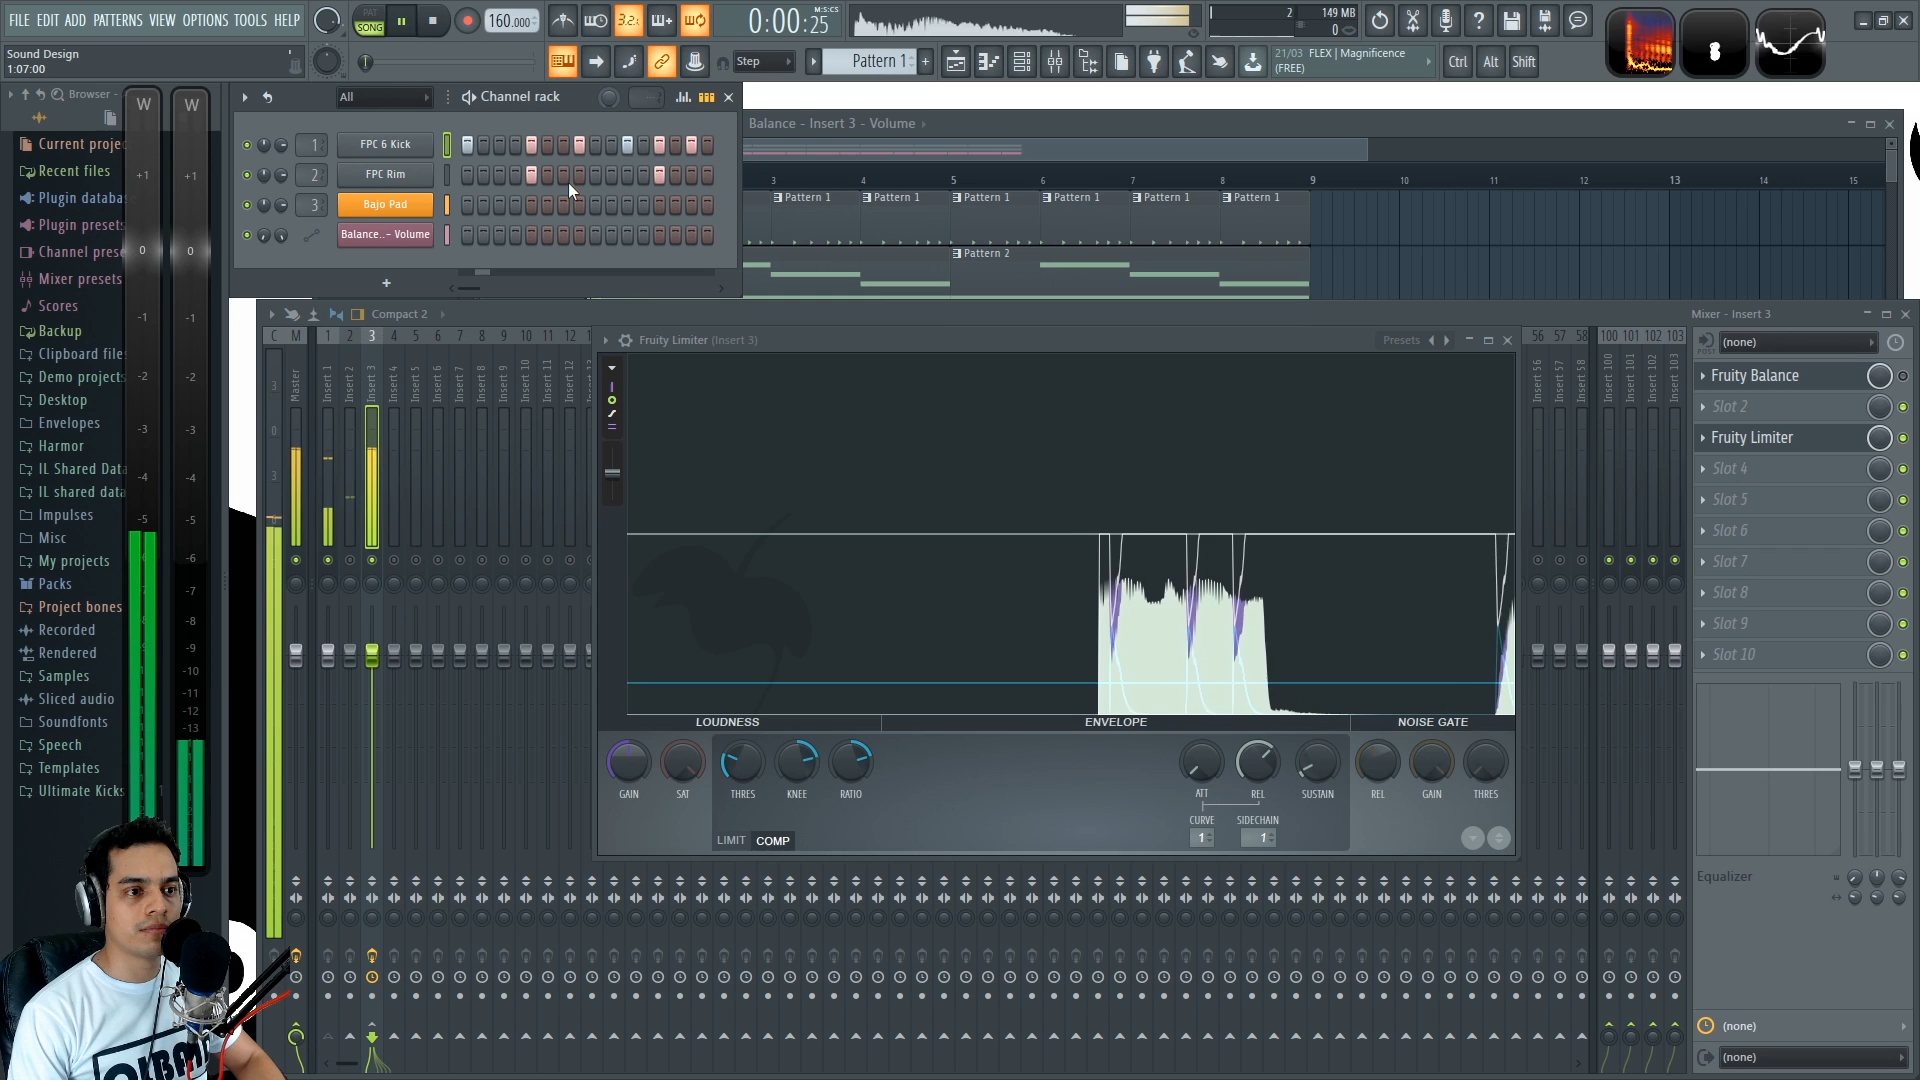 FILE EDIT ADD PATTERNS VIEW OPTIONS TOOLS HELP
PAT
SONG
160.000
3.2.
0:00:25
M:S:CS
2
149 MB
0
Sound Design
1:07:00
Step
Pattern 1
+
21/03 FLEX | Magnificence
(FREE)
Ctrl
Alt
Shift
Browser -
Current projec
Recent files
Plugin databa
Plugin presets
Channel prese
Mixer presets
Scores
Backup
Clipboard files
Demo projects
Desktop
Envelopes
Harmor
IL Shared Data
IL shared data
Impulses
Misc
My projects
Packs
Project bones
Recorded
Rendered
Samples
Sliced audio
Soundfonts
Speech
Templates
Ultimate Kicks
W W
+1 +1
0 0
-1 -1
-2 -2
-3 -3
-4 -4
-5 -5
-6
-7
-8
-9
-10
-11
-12
-13
All
Channel rack
1 FPC 6 Kick
2 FPC Rim
3 Bajo Pad
Balance..- Volume
+
Balance - Insert 3 - Volume
3 4 5 6 7 8 9 10 11 12 13 14 15
Pattern 1 Pattern 1 Pattern 1 Pattern 1 Pattern 1 Pattern 1
Pattern 2
Compact 2
C M 1 2 3 4 5 6 7 8 9 10 11 12 56 57 58 100 101 102 103
Master
Insert 1
Insert 2
Insert 3
Insert 4
Insert 5
Insert 6
Insert 7
Insert 8
Insert 9
Insert 10
Insert 11
Insert 12
Insert 56
Insert 57
Insert 58
Insert 100
Insert 101
Insert 102
Insert 103
Fruity Limiter (Insert 3)
Presets
LOUDNESS
ENVELOPE
NOISE GATE
GAIN SAT THRES KNEE RATIO ATT REL SUSTAIN REL GAIN THRES
CURVE SIDECHAIN
1 1
LIMIT COMP
Mixer - Insert 3
POST
(none)
Fruity Balance
Slot 2
Fruity Limiter
Slot 4
Slot 5
Slot 6
Slot 7
Slot 8
Slot 9
Slot 10
Equalizer
(none)
(none)